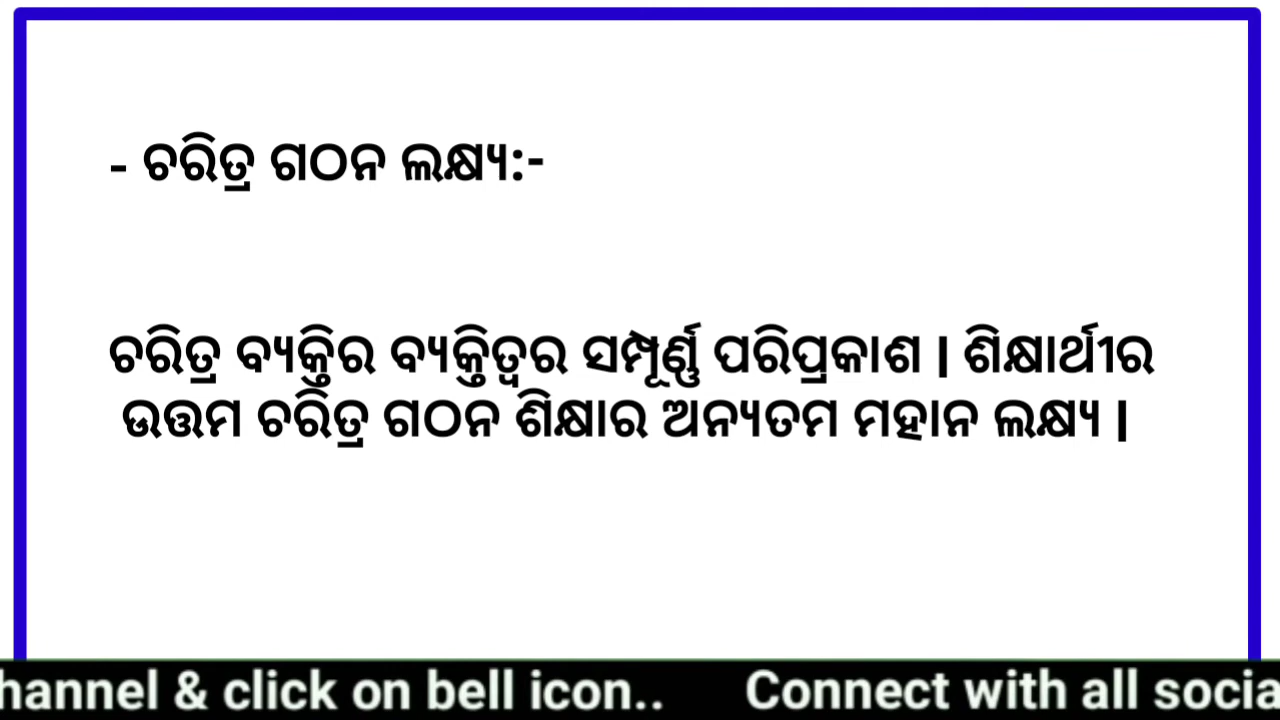 - ଚରିତ୍ର ଗଠନ ଲକ୍ଷ୍ୟ:-
ଚରିତ୍ର ବ୍ୟକ୍ତିର ବ୍ୟକ୍ତିତ୍ୱର ସମ୍ପୂର୍ଣ୍ଣ ପରିପ୍ରକାଶ | ଶିକ୍ଷାର୍ଥୀର
ଉତ୍ତମ ଚରିତ୍ର ଗଠନ ଶିକ୍ଷାର ଅନ୍ୟତମ ମହାନ ଲକ୍ଷ୍ୟ |
hannel & click on bell icon.. Connect with all socia